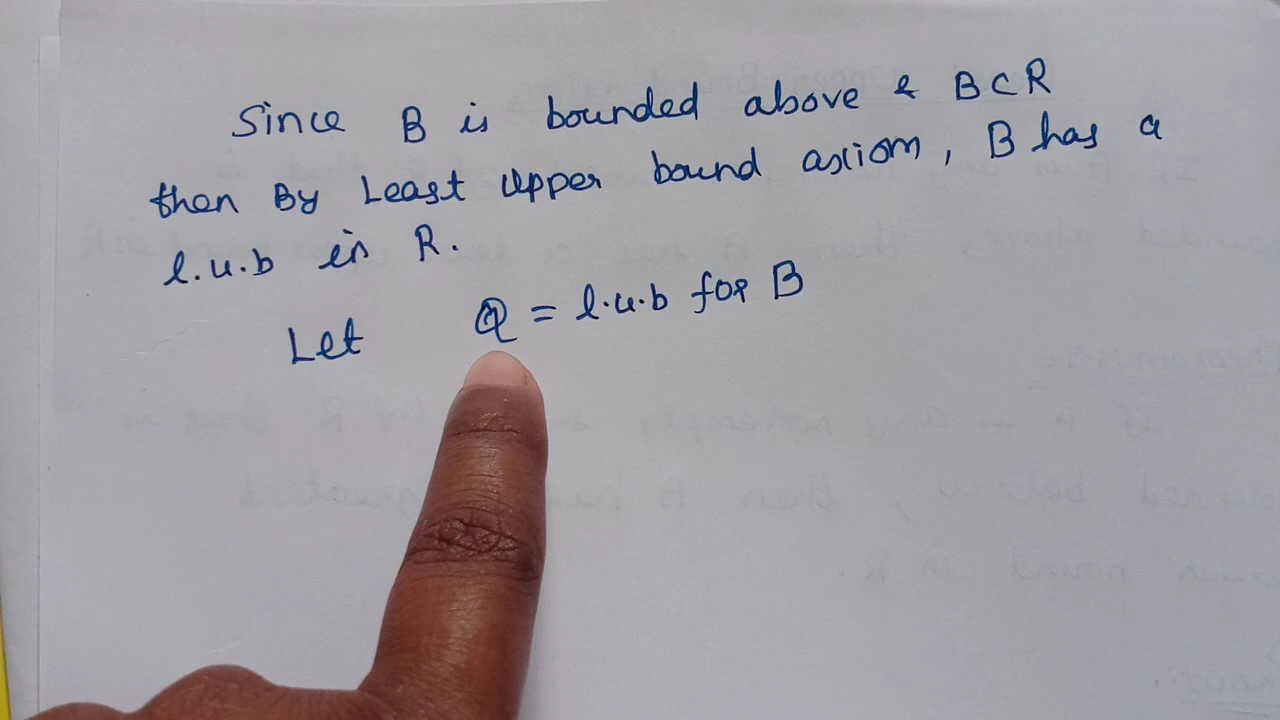 Since B is bounded above & B⊂R
then By Least upper bound axiom, B has a
l.u.b in R.
Let Q = l.u.b for B